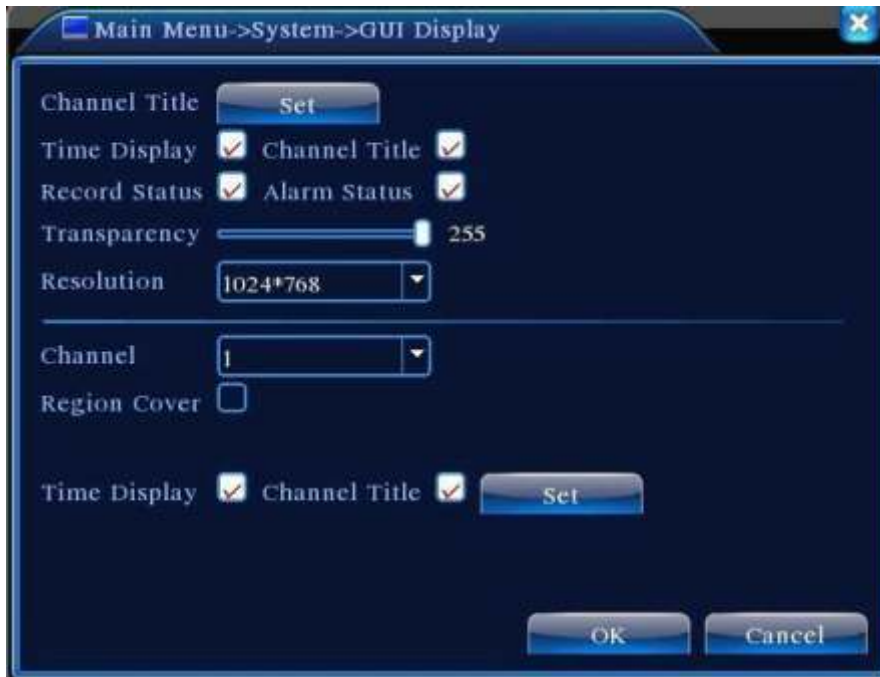 Main Menu->System->GUI Display
Channel Title Set
Time Display Channel Title
Record Status Alarm Status
Transparency 255
Resolution 1024*768
Channel 1
Region Cover
Time Display Channel Title Set
OK Cancel